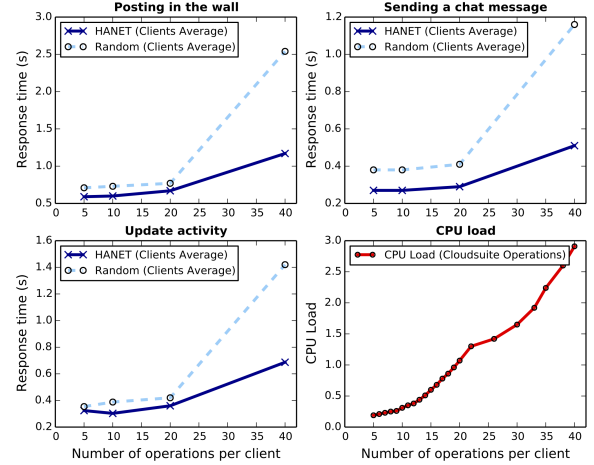 Posting in the wall
3.0
2.5
2.0
1.5
1.0
0.5
Response time (s)
HANET (Clients Average)
Random (Clients Average)
0 5 10 15 20 25 30 35 40
Sending a chat message
1.2
1.0
0.8
0.6
0.4
0.2
Response time (s)
HANET (Clients Average)
Random (Clients Average)
0 5 10 15 20 25 30 35 40
Update activity
1.6
1.4
1.2
1.0
0.8
0.6
0.4
0.2
Response time (s)
HANET (Clients Average)
Random (Clients Average)
0 5 10 15 20 25 30 35 40
Number of operations per client
CPU load
3.0
2.5
2.0
1.5
1.0
0.5
0.0
CPU Load
CPU Load (Cloudsuite Operations)
0 5 10 15 20 25 30 35 40
Number of operations per client